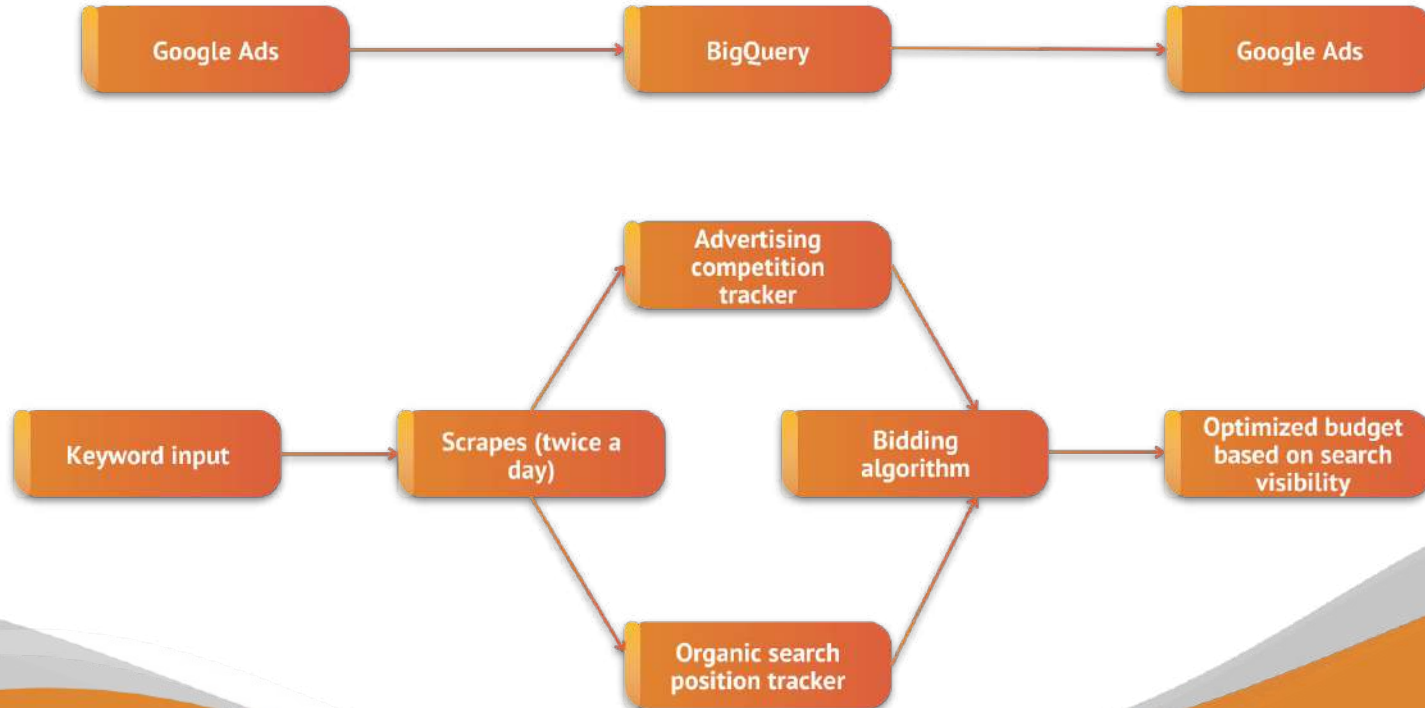 Google Ads
BigQuery
Google Ads
Advertising
competition
tracker
Keyword input
Scrapes (twice a
day)
Bidding
algorithm
Optimized budget
based on search
visibility
Organic search
position tracker